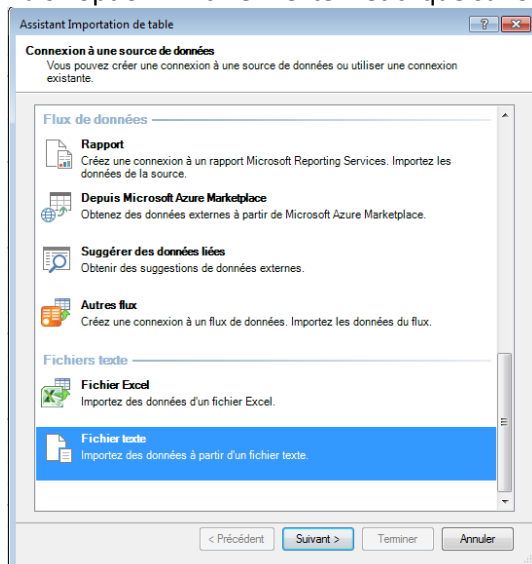 Assistant Importation de table
Connexion à une source de données
Vous pouvez créer une connexion à une source de données ou utiliser une connexion
existante.
Flux de données
Rapport
Créez une connexion à un rapport Microsoft Reporting Services. Importez les
données de la source.
Depuis Microsoft Azure Marketplace
Obtenez des données externes à partir de Microsoft Azure Marketplace.
Suggérer des données liées
Obtenir des suggestions de données externes.
Autres flux
Créez une connexion à un flux de données. Importez les données du flux.
Fichiers texte
Fichier Excel
Importez des données d'un fichier Excel.
Fichier texte
Importez des données à partir d'un fichier texte.
< Précédent Suivant > Terminer Annuler